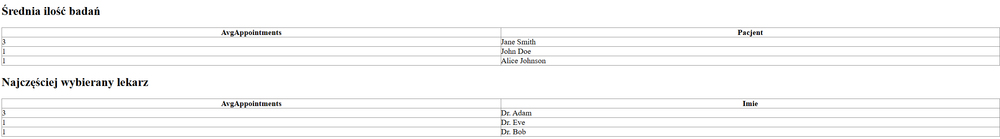 Średnia ilość badań
AvgAppointments Pacjent
3 Jane Smith
1 John Doe
1 Alice Johnson
Najczęściej wybierany lekarz
AvgAppointments Imie
3 Dr. Adam
1 Dr. Eve
1 Dr. Bob